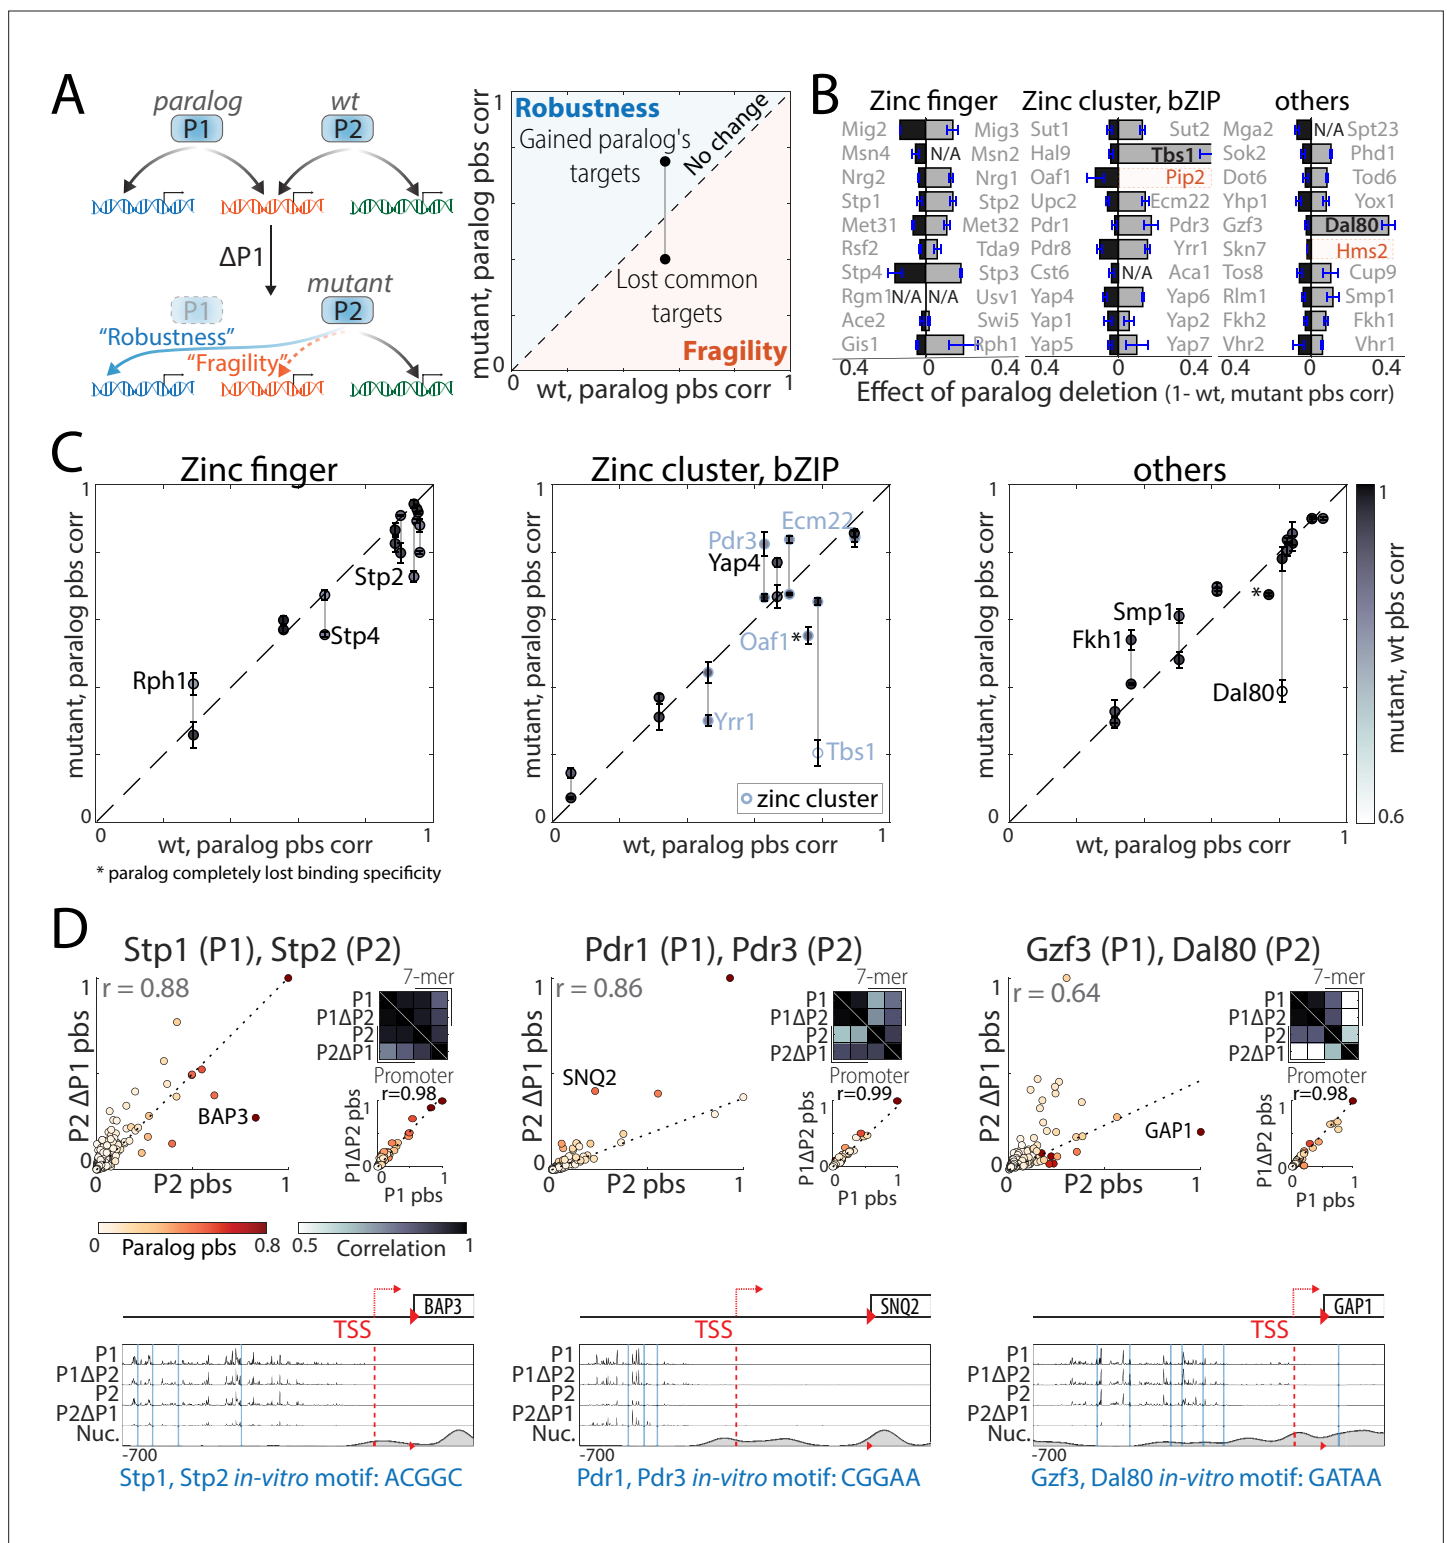 A
paralog
wt
P1
P2
ΔP1
mutant
P1
P2
“Robustness”
“Fragility”
mutant, paralog pbs corr
1
0
Robustness
Gained paralog's
targets
No change
Lost common
targets
Fragility
0
1
wt, paralog pbs corr
B
Zinc finger
Zinc cluster, bZIP
others
Mig2 Mig3 Sut1 Sut2 Mga2 N/A Spt23
Msn4 N/A Msn2 Hal9 Tbs1 Sok2 Phd1
Nrg2 Nrg1 Oaf1 Pip2 Dot6 Tod6
Stp1 Stp2 Upc2 Ecm22 Yhp1 Yox1
Met31 Met32 Pdr1 Pdr3 Gzf3 Dal80
Rsf2 Tda9 Pdr8 Yrr1 Skn7 Hms2
Stp4 Stp3 Cst6 N/A Aca1 Tos8 Cup9
Rgm1 N/A N/A Usv1 Yap4 Yap6 Rlm1 Smp1
Ace2 Swi5 Yap1 Yap2 Fkh2 Fkh1
Gis1 Rph1 Yap5 Yap7 Vhr2 Vhr1
0.4 0 0.4 0.4 0 0.4 0.4 0 0.4
Effect of paralog deletion (1- wt, mutant pbs corr)
C
Zinc finger
mutant, paralog pbs corr
1
0
Stp2
Stp4
Rph1
0
1
wt, paralog pbs corr
* paralog completely lost binding specificity
Zinc cluster, bZIP
mutant, paralog pbs corr
1
0
Ecm22
Pdr3
Yap4
Oaf1
*
Yrr1
Tbs1
zinc cluster
0
1
wt, paralog pbs corr
others
mutant, paralog pbs corr
1
0
*
Smp1
Fkh1
Dal80
0
1
wt, paralog pbs corr
1
0.6
mutant, wt pbs corr
D
Stp1 (P1), Stp2 (P2)
P2 ΔP1 pbs
1
0
r = 0.88
BAP3
0
1
P2 pbs
7-mer
P1
P1ΔP2
P2
P2ΔP1
Promoter
r=0.98
P1ΔP2 pbs
1
0
0
1
P1 pbs
0
Paralog pbs
0.8
0.5
Correlation
1
Pdr1 (P1), Pdr3 (P2)
P2 ΔP1 pbs
1
0
r = 0.86
SNQ2
0
1
P2 pbs
7-mer
P1
P1ΔP2
P2
P2ΔP1
Promoter
r=0.99
P1ΔP2 pbs
1
0
0
1
P1 pbs
Gzf3 (P1), Dal80 (P2)
P2 ΔP1 pbs
1
0
r = 0.64
GAP1
0
1
P2 pbs
7-mer
P1
P1ΔP2
P2
P2ΔP1
Promoter
r=0.98
P1ΔP2 pbs
1
0
0
1
P1 pbs
BAP3
TSS
P1
P1ΔP2
P2
P2ΔP1
Nuc.
-700
Stp1, Stp2 in-vitro motif: ACGGC
SNQ2
TSS
P1
P1ΔP2
P2
P2ΔP1
Nuc.
-700
Pdr1, Pdr3 in-vitro motif: CGGAA
GAP1
TSS
P1
P1ΔP2
P2
P2ΔP1
Nuc.
-700
Gzf3, Dal80 in-vitro motif: GATAA